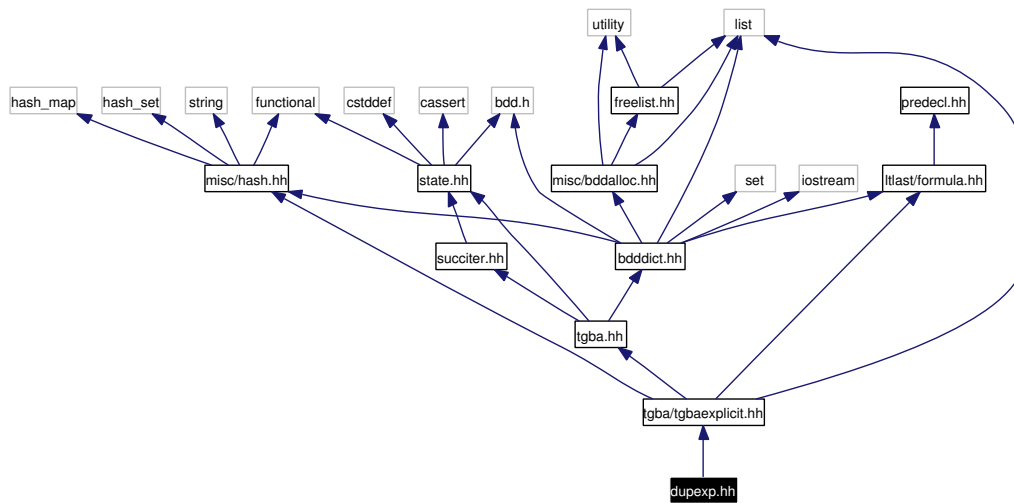 utility
list
hash_map
hash_set
string
functional
cstddef
cassert
bdd.h
freelist.hh
predecl.hh
misc/hash.hh
state.hh
misc/bddalloc.hh
set
iostream
ltlast/formula.hh
succiter.hh
bdddict.hh
tgba.hh
tgba/tgbaexplicit.hh
dupexp.hh